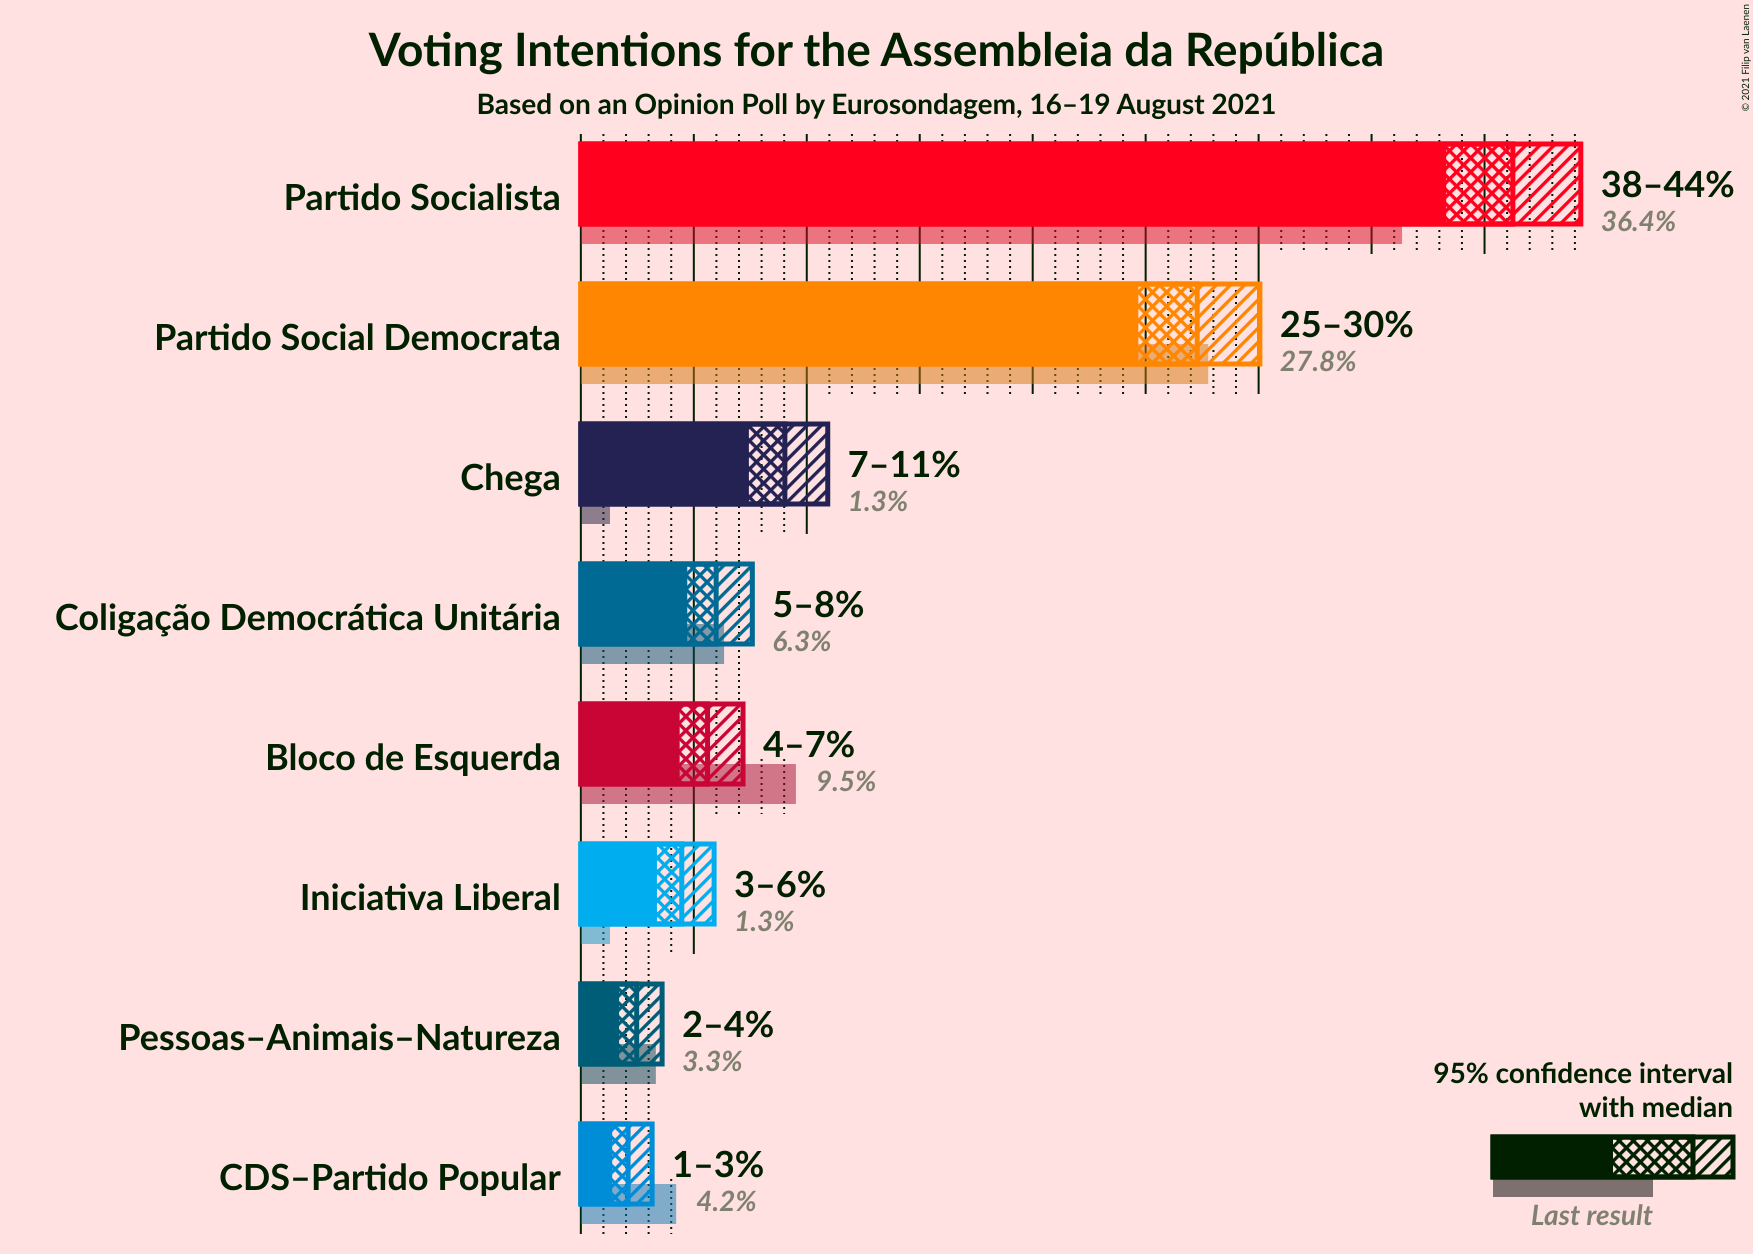 Voting Intentions for the Assembleia da República
Based on an Opinion Poll by Eurosondagem, 16–19 August 2021
© 2021 Filip van Laenen
Partido Socialista
38–44%
36.4%
Partido Social Democrata
25–30%
27.8%
Chega
7–11%
1.3%
Coligação Democrática Unitária
5–8%
6.3%
Bloco de Esquerda
4–7%
9.5%
Iniciativa Liberal
3–6%
1.3%
Pessoas–Animais–Natureza
2–4%
3.3%
CDS–Partido Popular
1–3%
4.2%
95% confidence interval
with median
Last result